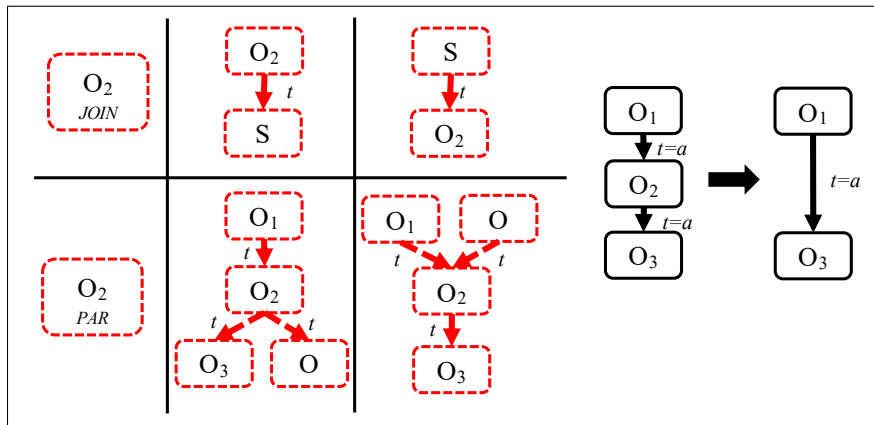 O₂
JOIN
O₂
t
S
S
t
O₂
O₂
PAR
O₁
t
O₂
t
t
O₃
O
O₁
O
t
t
O₂
t
O₃
O₁
t=a
O₂
t=a
O₃
O₁
t=a
O₃